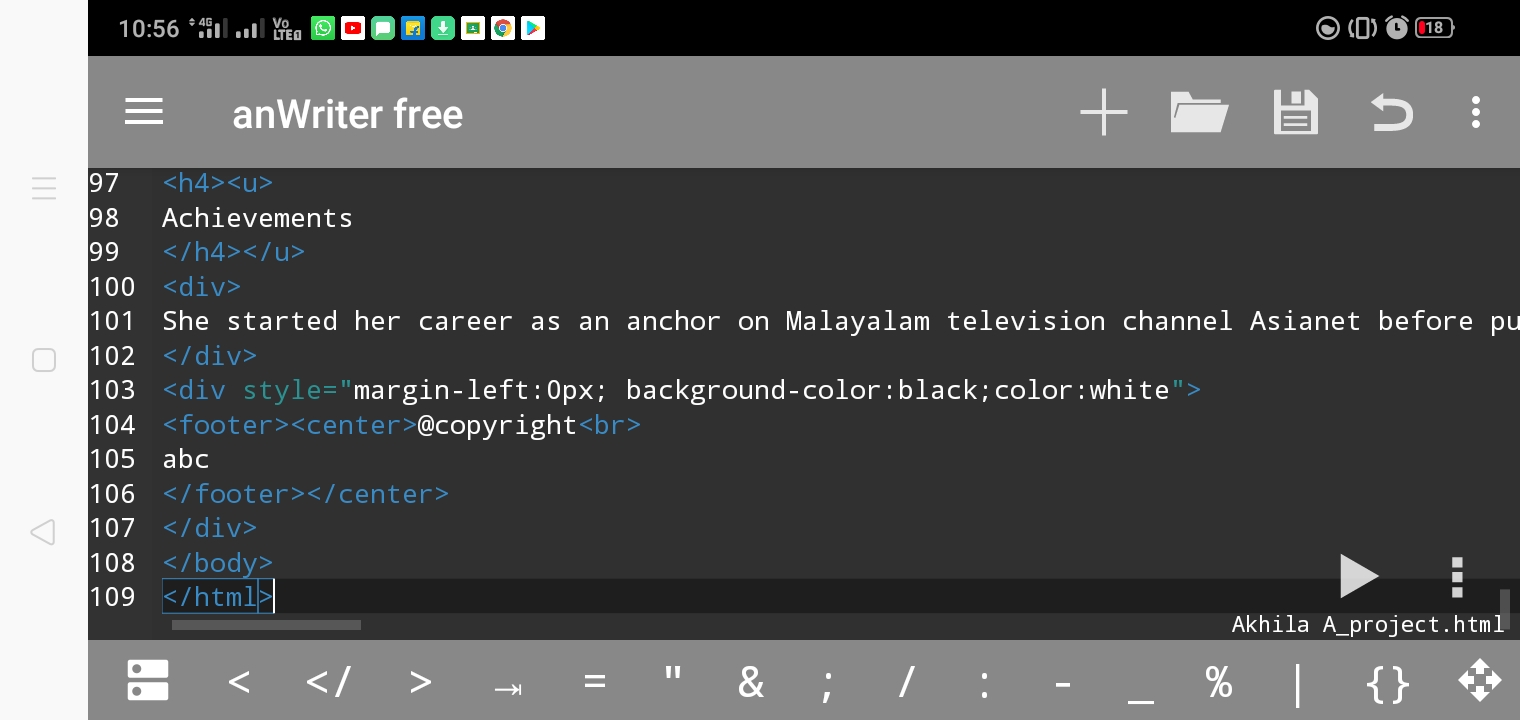 10:56 4G Vo LTE 18
anWriter free
97 <h4><u>
98 Achievements
99 </h4></u>
100 <div>
101 She started her career as an anchor on Malayalam television channel Asianet before pu
102 </div>
103 <div style="margin-left:0px; background-color:black;color:white">
104 <footer><center>@copyright<br>
105 abc
106 </footer></center>
107 </div>
108 </body>
109 </html>
Akhila A_project.html
< </ > ⇥ = " & ; / : - _ % | {}